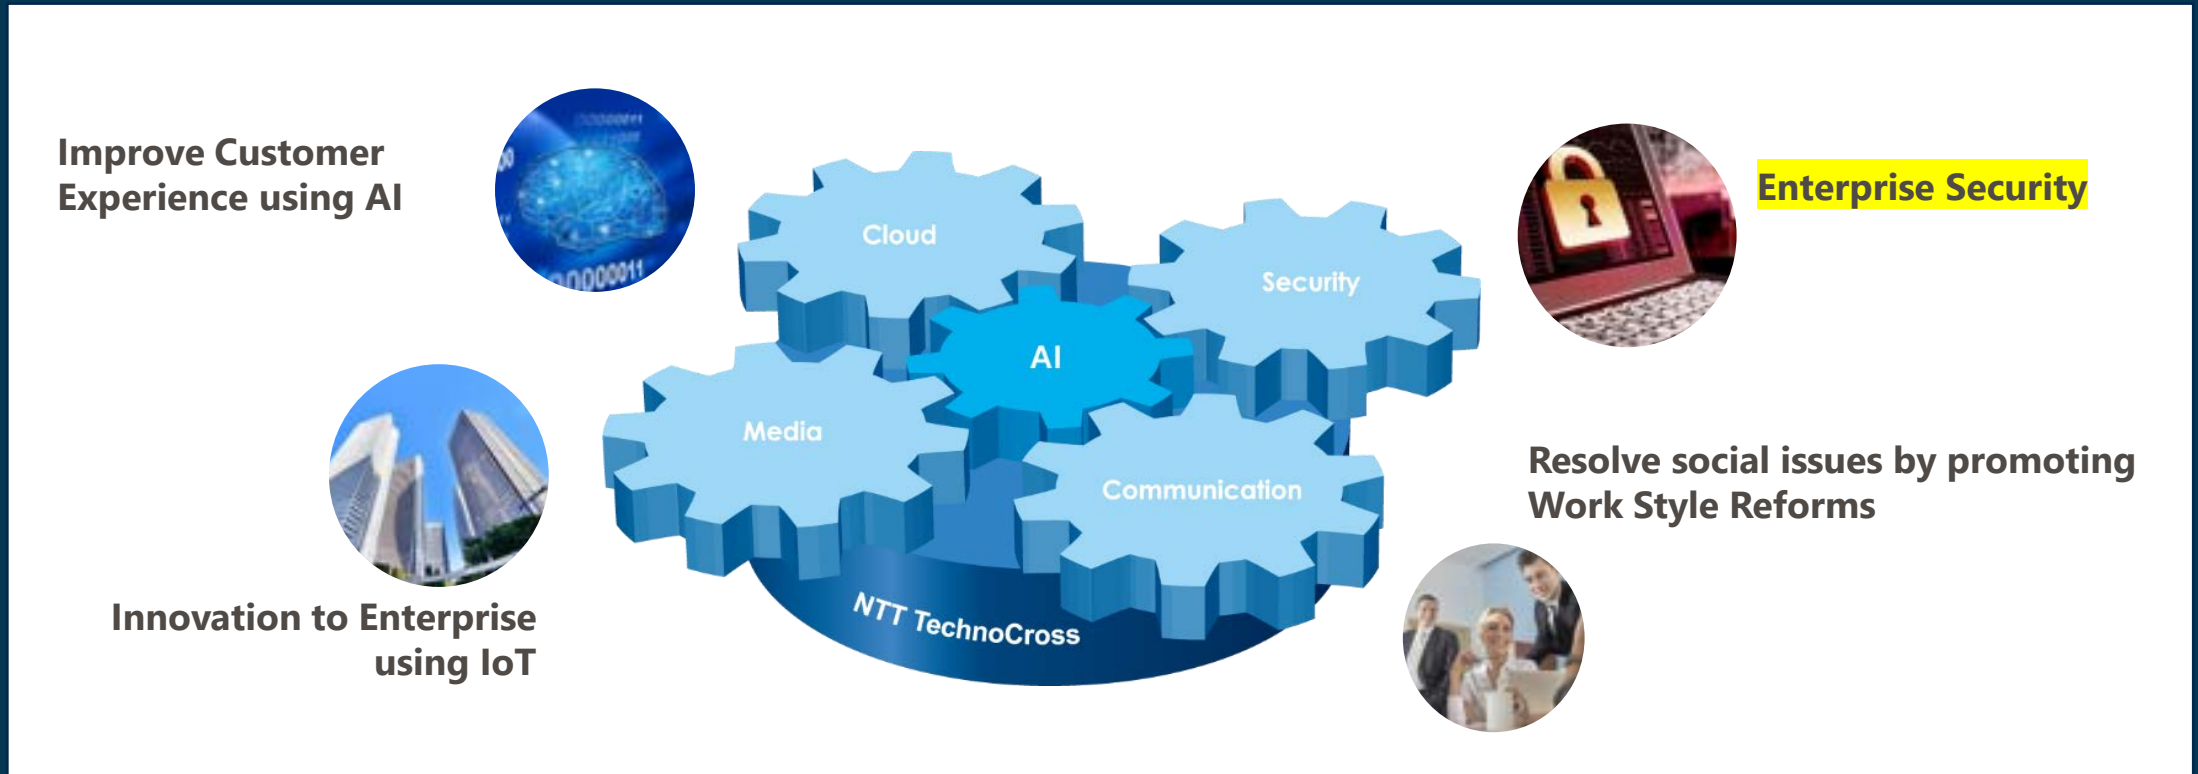 Improve Customer
Experience using AI
Cloud
Enterprise Security
Security
AI
Media
Communication
Resolve social issues by promoting
Work Style Reforms
Innovation to Enterprise
using IoT
NTT TechnoCross